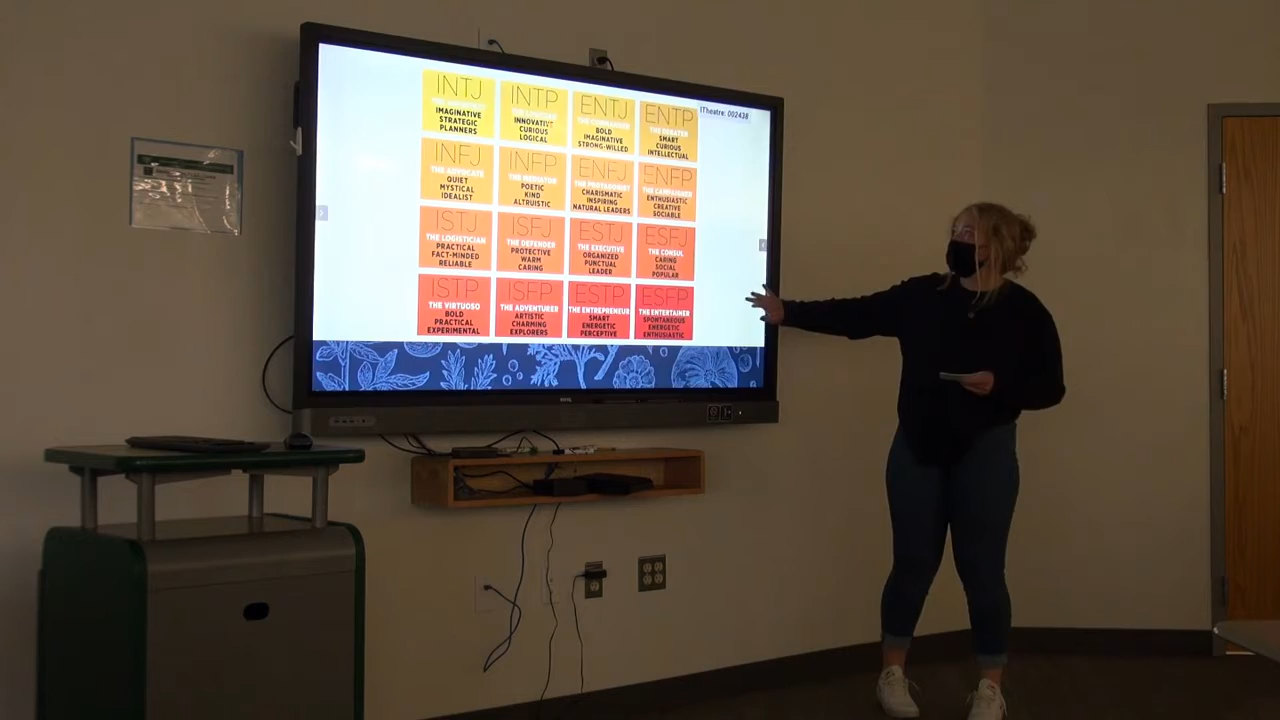 INTJ
IMAGINATIVE
STRATEGIC
PLANNERS
INTP
INNOVATIVE
CURIOUS
LOGICAL
ENTJ
THE COMMANDER
BOLD
IMAGINATIVE
STRONG-WILLED
ENTP
THE DEBATER
SMART
CURIOUS
INTELLECTUAL
ITheatre: 002438
INFJ
THE ADVOCATE
QUIET
MYSTICAL
IDEALIST
INFP
THE MEDIATOR
POETIC
KIND
ALTRUISTIC
ENFJ
THE PROTAGONIST
CHARISMATIC
INSPIRING
NATURAL LEADERS
ENFP
THE CAMPAIGNER
ENTHUSIASTIC
CREATIVE
SOCIABLE
ISTJ
THE LOGISTICIAN
PRACTICAL
FACT-MINDED
RELIABLE
ISFJ
THE DEFENDER
PROTECTIVE
WARM
CARING
ESTJ
THE EXECUTIVE
ORGANIZED
PUNCTUAL
LEADER
ESFJ
THE CONSUL
CARING
SOCIAL
POPULAR
ISTP
THE VIRTUOSO
BOLD
PRACTICAL
EXPERIMENTAL
ISFP
THE ADVENTURER
ARTISTIC
CHARMING
EXPLORERS
ESTP
THE ENTREPRENEUR
SMART
ENERGETIC
PERCEPTIVE
ESFP
THE ENTERTAINER
SPONTANEOUS
ENERGETIC
ENTHUSIASTIC
BENQ